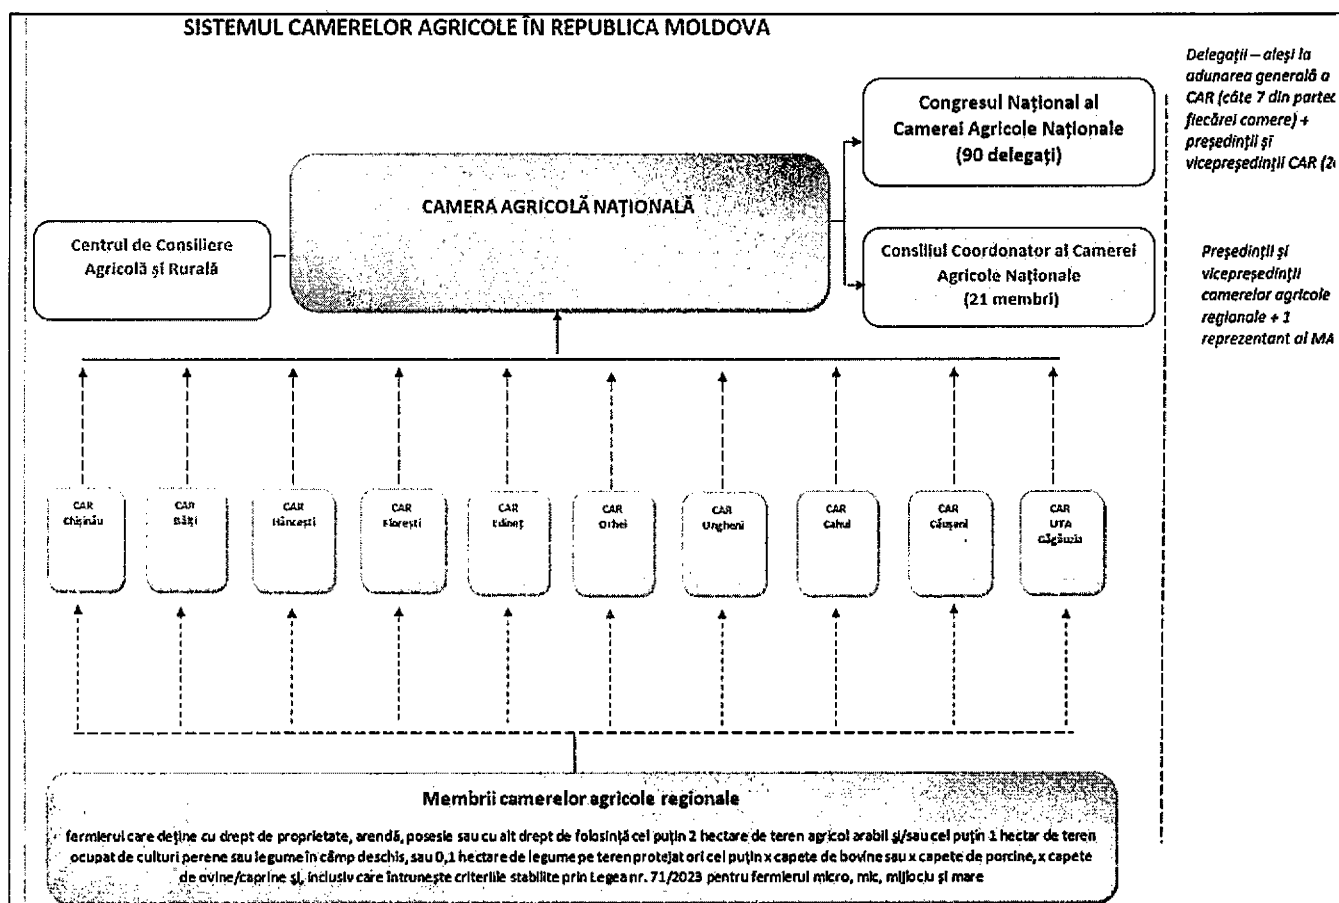 SISTEMUL CAMERELOR AGRICOLE ÎN REPUBLICA MOLDOVA
Delegații – aleși la
adunarea generală a
CAR (câte 7 din partea
fiecărei camere) +
președinții și
vicepreședinții CAR
Congresul Național al
Camerei Agricole Naționale
(90 delegați)
CAMERA AGRICOLĂ NAȚIONALĂ
Centrul de Consiliere
Agricolă și Rurală
Consiliul Coordonator al Camerei
Agricole Naționale
(21 membri)
Președinții și
vicepreședinții
camerelor agricole
regionale + 1
reprezentant al MA
CAR
Chișinău
CAR
Bălți
CAR
Hâncești
CAR
Florești
CAR
Edineț
CAR
Orhei
CAR
Ungheni
CAR
Cahul
CAR
Căușeni
CAR
UTA
Găgăuzia
Membrii camerelor agricole regionale
fermierul care deține cu drept de proprietate, arendă, posesie sau cu alt drept de folosință cel puțin 2 hectare de teren agricol arabil și/sau cel puțin 1 hectar de teren
ocupat de culturi perene sau legume în câmp deschis, sau 0,1 hectare de legume pe teren protejat ori cel puțin x capete de bovine sau x capete de porcine, x capete
de ovine/caprine și, inclusiv care întrunește criteriile stabilite prin Legea nr. 71/2023 pentru fermierul micro, mic, mijlociu și mare